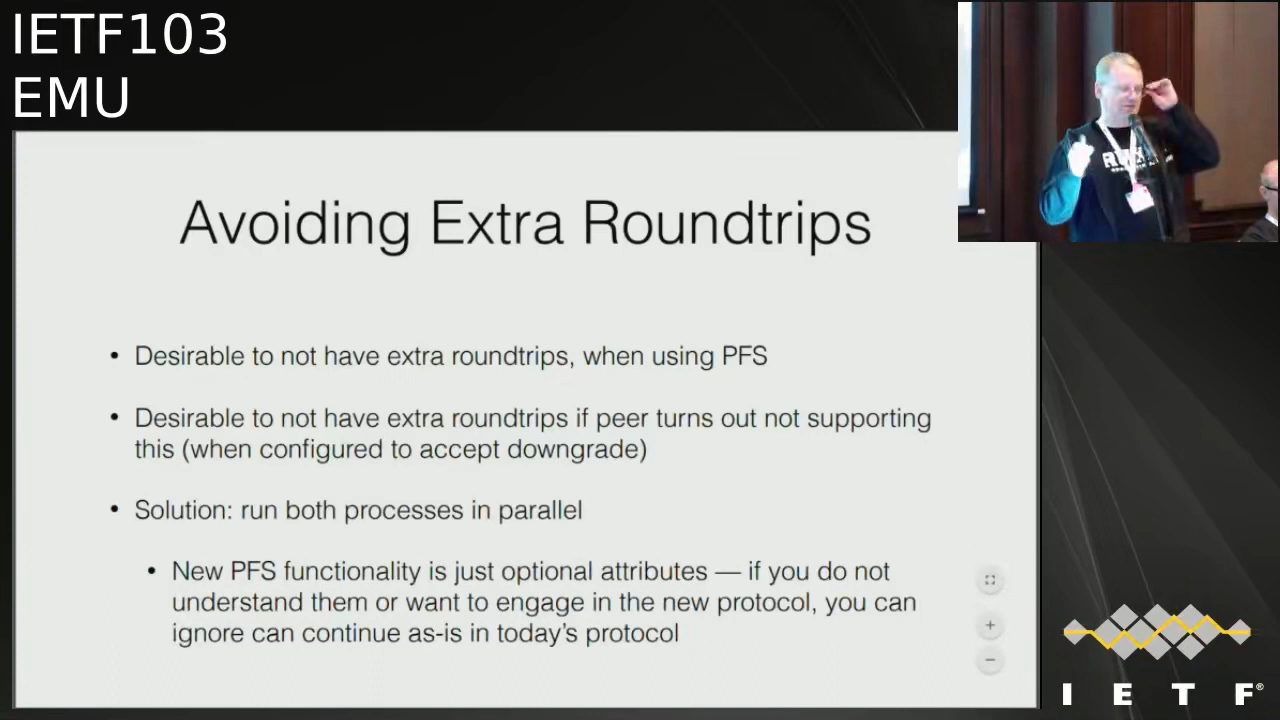 IETF103
EMU
Avoiding Extra Roundtrips
• Desirable to not have extra roundtrips, when using PFS
• Desirable to not have extra roundtrips if peer turns out not supporting
this (when configured to accept downgrade)
• Solution: run both processes in parallel
• New PFS functionality is just optional attributes — if you do not
understand them or want to engage in the new protocol, you can
ignore can continue as-is in today’s protocol
I E T F®